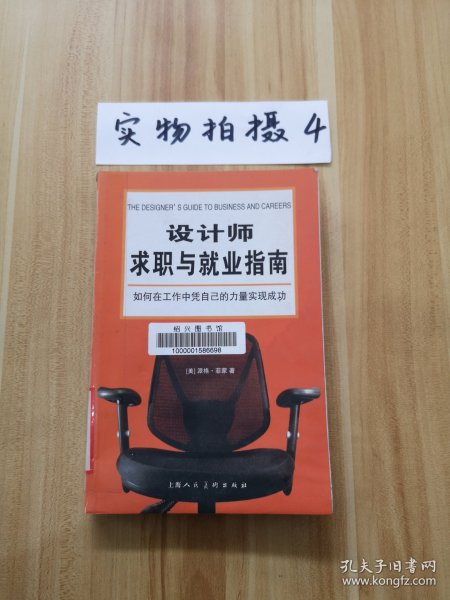 实物拍摄4
THE DESIGNER'S GUIDE TO BUSINESS AND CAREERS
设计师
求职与就业指南
如何在工作中凭自己的力量实现成功
绍兴图书馆
1000001586698
[美] 派格·菲蒙 著
上海人民美术出版社
孔夫子旧书网
www.kongfz.com